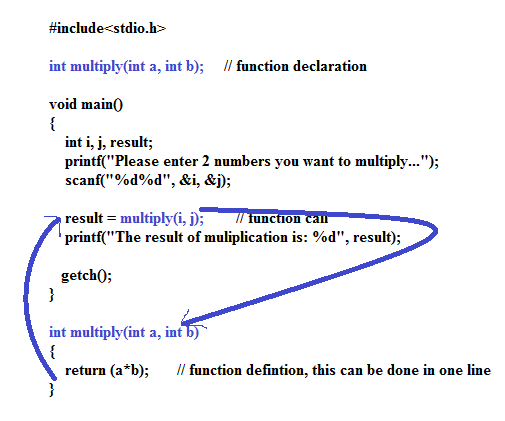 #include<stdio.h>
int multiply(int a, int b);    // function declaration
void main()
{
int i, j, result;
printf("Please enter 2 numbers you want to multiply...");
scanf("%d%d", &i, &j);
result = multiply(i, j);        // function call
printf("The result of muliplication is: %d", result);
getch();
}
int multiply(int a, int b)
{
return (a*b);       // function defintion, this can be done in one line
}